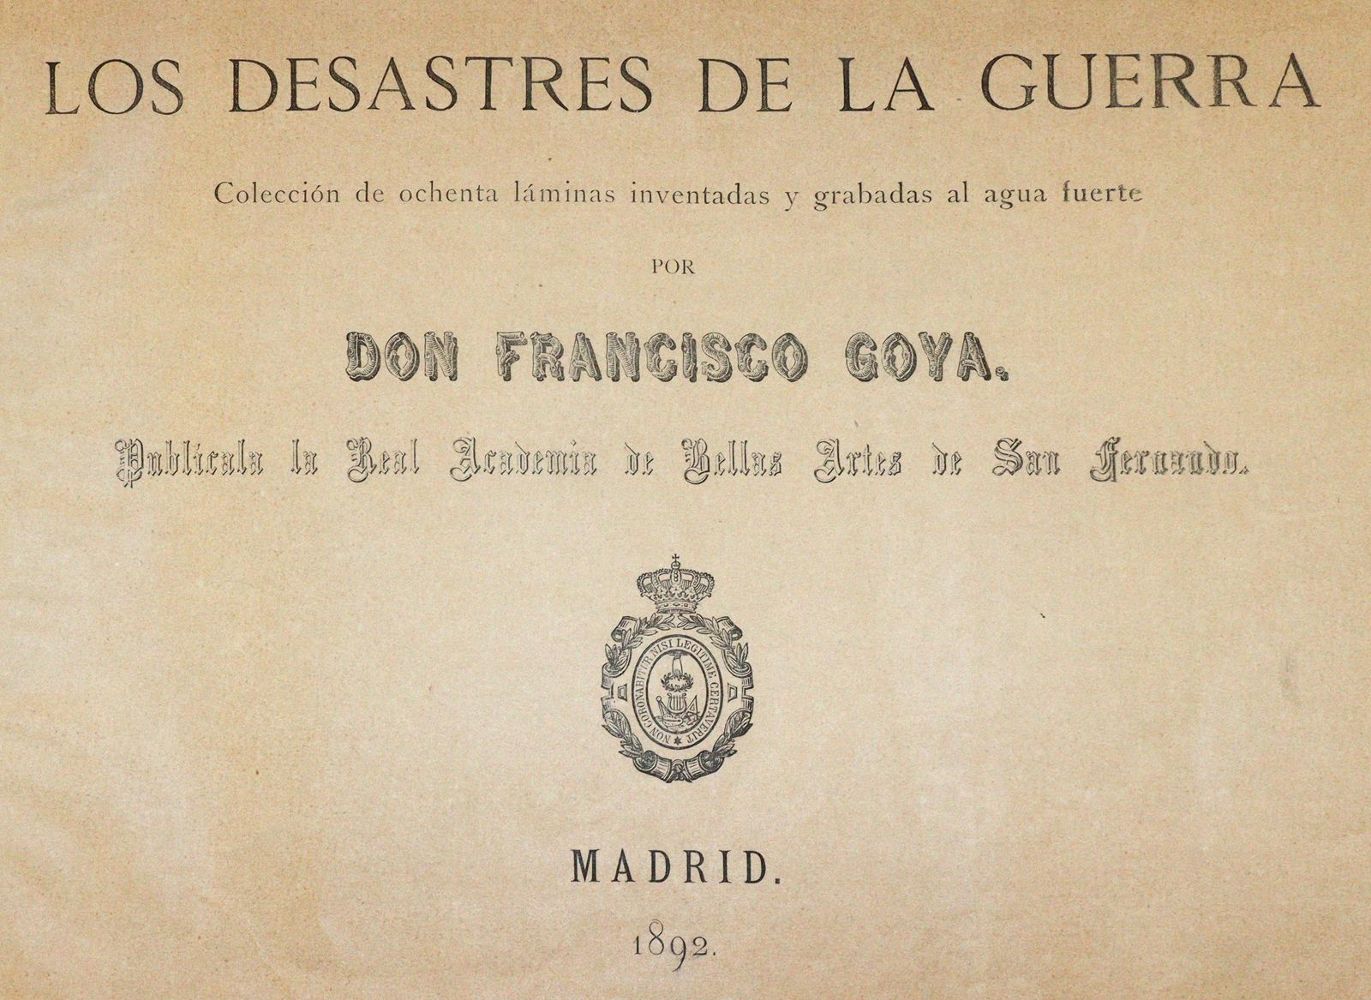 LOS DESASTRES DE LA GUERRA
Colección de ochenta láminas inventadas y grabadas al agua fuerte
POR
DON FRANCISCO GOYA.
Publícala la Real Academia de Bellas Artes de San Fernando.
NON CORONABITUR NISI LEGITIME CERTAVERIT
MADRID.
1892.